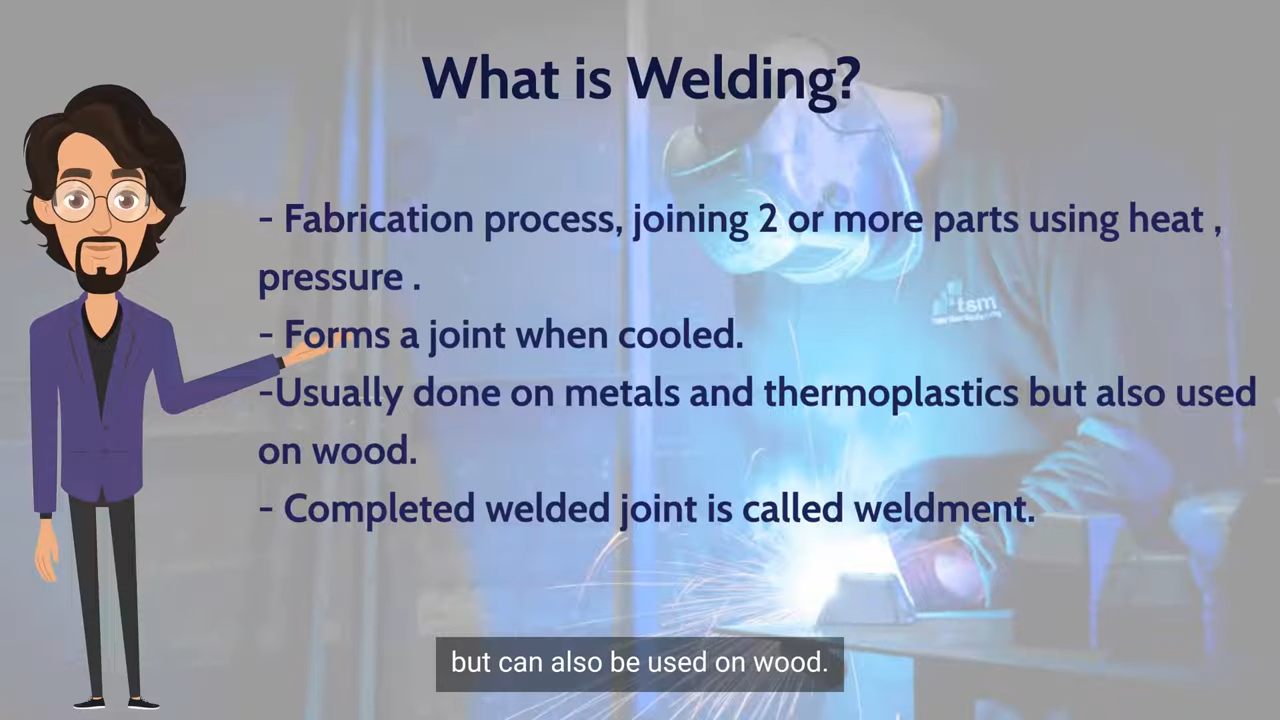 What is Welding?
- Fabrication process, joining 2 or more parts using heat ,
pressure .
- Forms a joint when cooled.
-Usually done on metals and thermoplastics but also used
on wood.
- Completed welded joint is called weldment.
tsm
but can also be used on wood.